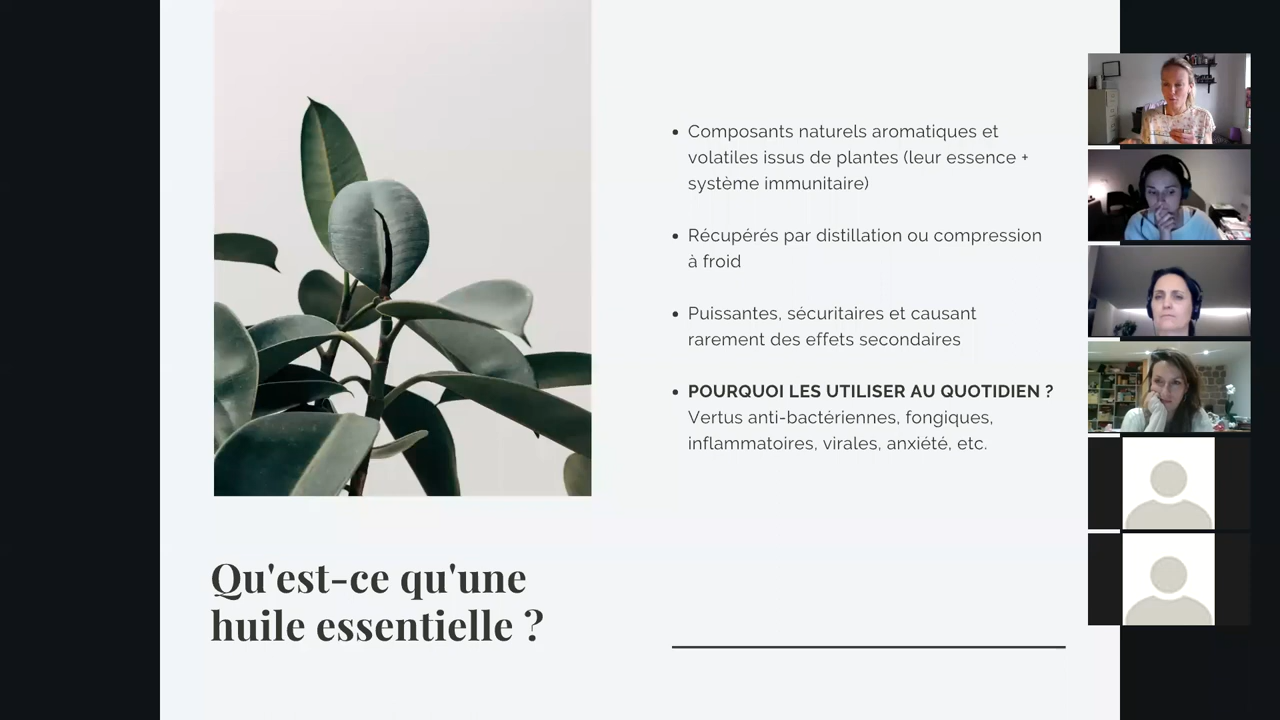 Composants naturels aromatiques et
volatiles issus de plantes (leur essence +
système immunitaire)
Récupérés par distillation ou compression
à froid
Puissantes, sécuritaires et causant
rarement des effets secondaires
POURQUOI LES UTILISER AU QUOTIDIEN ?
Vertus anti-bactériennes, fongiques,
inflammatoires, virales, anxiété, etc.
Qu'est-ce qu'une
huile essentielle ?